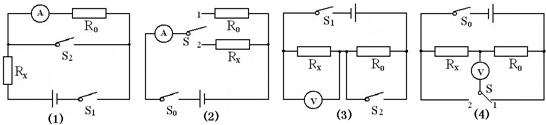 A R₀ S₂ Rₓ S₁ (1)
A S 1 2 R₀ Rₓ S₀ (2)
S₁ Rₓ R₀ V S₂ (3)
S₀ Rₓ R₀ V S 2 1 (4)